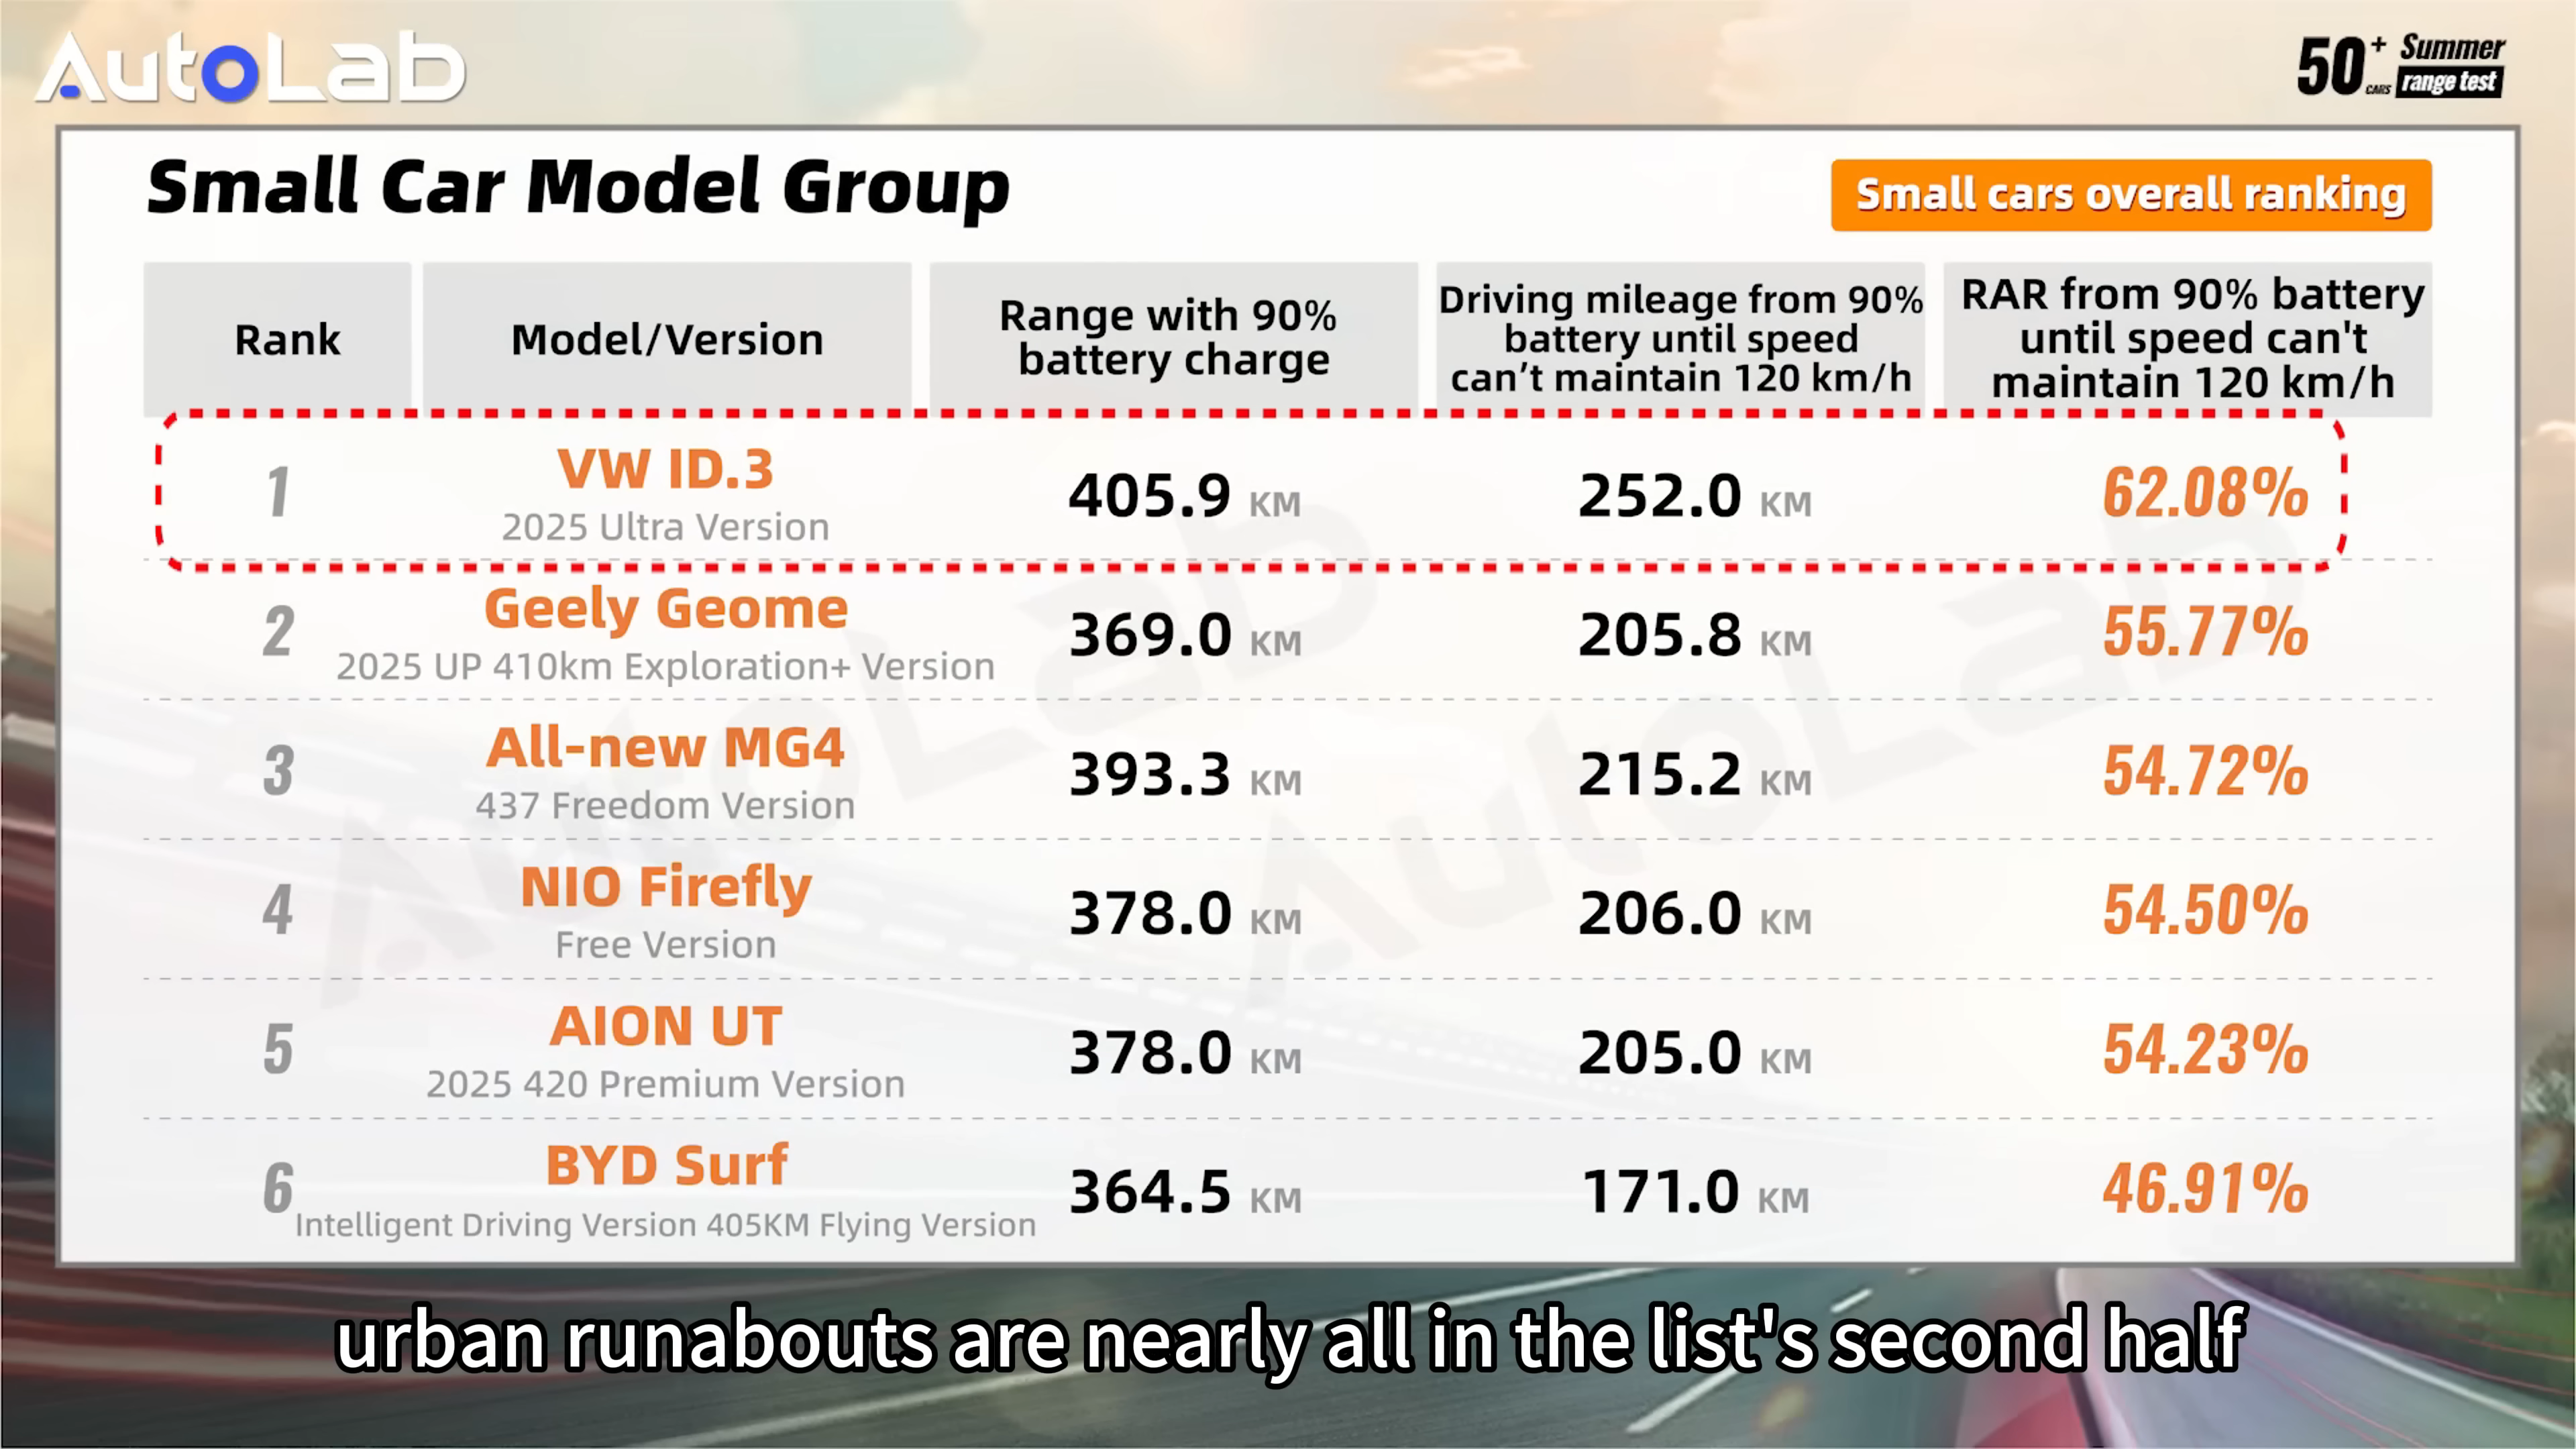 AutoLab
50+ CARS Summer range test
Small Car Model Group
Small cars overall ranking
Rank
Model/Version
Range with 90%
battery charge
Driving mileage from 90%
battery until speed
can’t maintain 120 km/h
RAR from 90% battery
until speed can't
maintain 120 km/h
1
VW ID.3
2025 Ultra Version
405.9 KM
252.0 KM
62.08%
2
Geely Geome
2025 UP 410km Exploration+ Version
369.0 KM
205.8 KM
55.77%
3
All-new MG4
437 Freedom Version
393.3 KM
215.2 KM
54.72%
4
NIO Firefly
Free Version
378.0 KM
206.0 KM
54.50%
5
AION UT
2025 420 Premium Version
378.0 KM
205.0 KM
54.23%
6
BYD Surf
Intelligent Driving Version 405KM Flying Version
364.5 KM
171.0 KM
46.91%
AutoLab
AutoLab
urban runabouts are nearly all in the list's second half